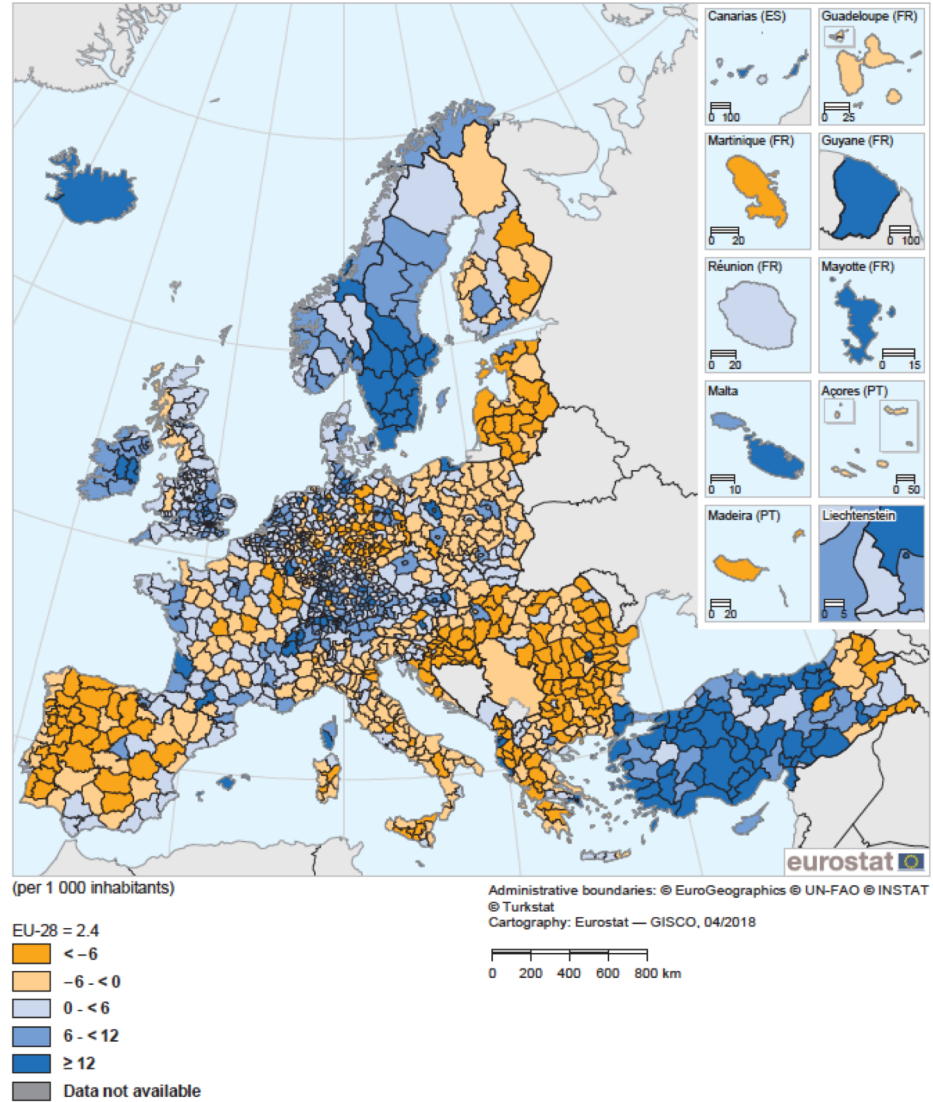 Canarias (ES)
0 100
Guadeloupe (FR)
0 25
Martinique (FR)
0 20
Guyane (FR)
0 100
Réunion (FR)
0 20
Mayotte (FR)
0 15
Malta
0 10
Açores (PT)
0 50
Madeira (PT)
0 20
Liechtenstein
0 5
eurostat
(per 1 000 inhabitants)
Administrative boundaries: © EuroGeographics © UN-FAO © INSTAT
© Turkstat
Cartography: Eurostat — GISCO, 04/2018
0 200 400 600 800 km
EU-28 = 2.4
< –6
–6 - < 0
0 - < 6
6 - < 12
≥ 12
Data not available